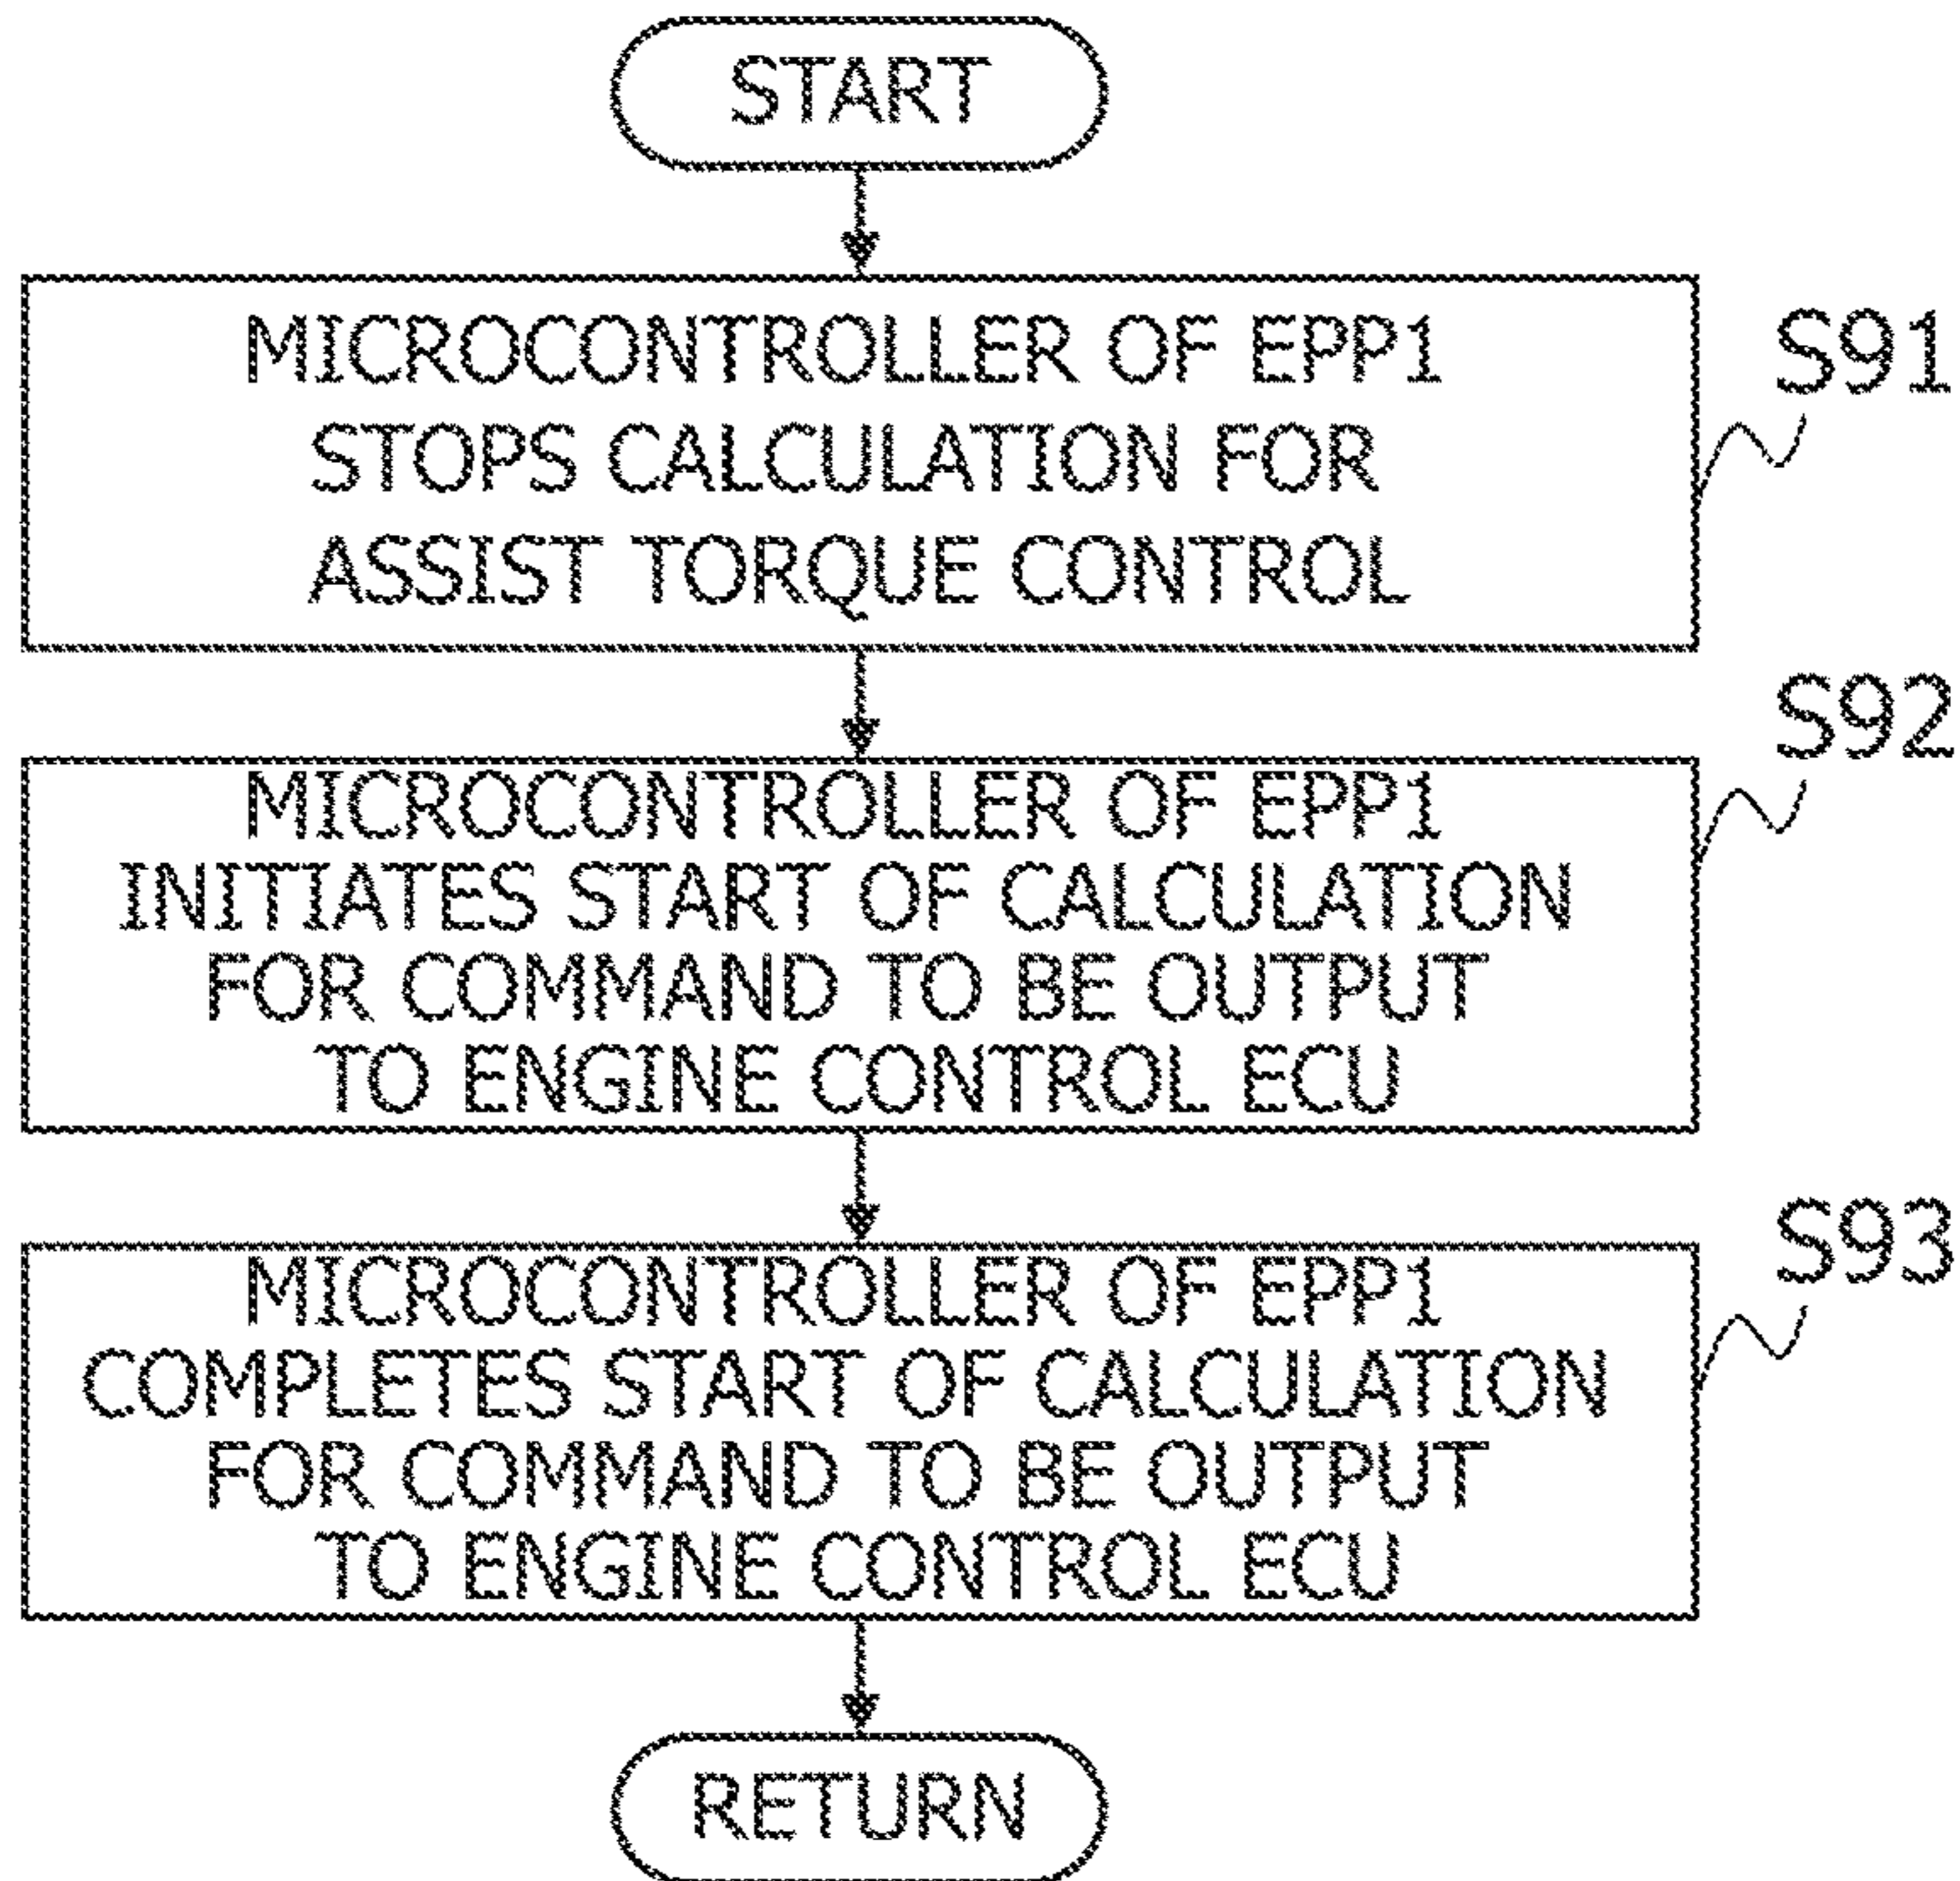 START
MICROCONTROLLER OF EPP1
STOPS CALCULATION FOR
ASSIST TORQUE CONTROL
S91
MICROCONTROLLER OF EPP1
INITIATES START OF CALCULATION
FOR COMMAND TO BE OUTPUT
TO ENGINE CONTROL ECU
S92
MICROCONTROLLER OF EPP1
COMPLETES START OF CALCULATION
FOR COMMAND TO BE OUTPUT
TO ENGINE CONTROL ECU
S93
RETURN